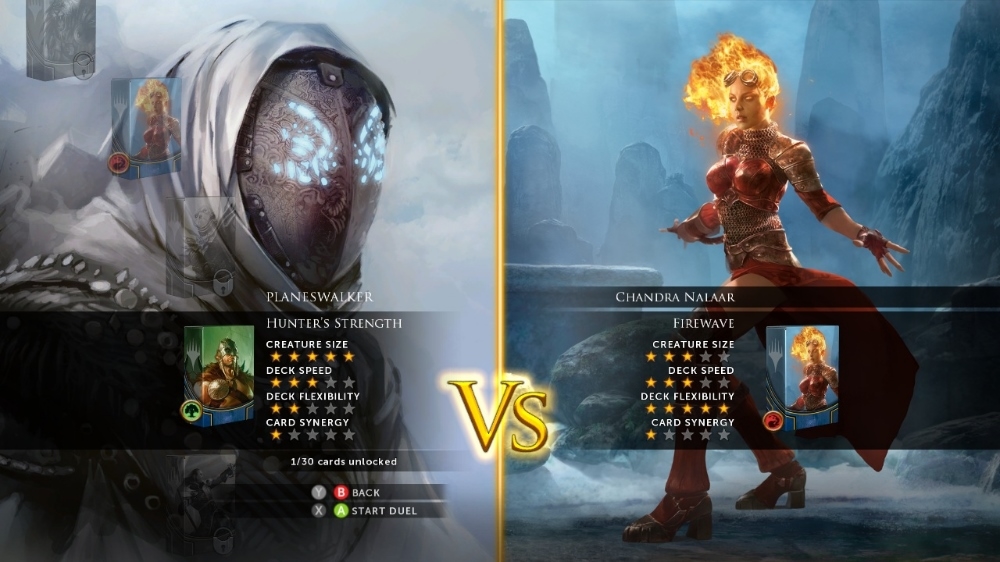 PLANESWALKER
HUNTER'S STRENGTH
CREATURE SIZE
DECK SPEED
DECK FLEXIBILITY
CARD SYNERGY
1/30 cards unlocked
Y B BACK
X A START DUEL
VS
CHANDRA NALAAR
FIREWAVE
CREATURE SIZE
DECK SPEED
DECK FLEXIBILITY
CARD SYNERGY